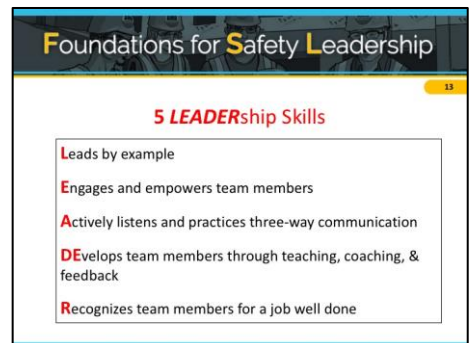 Foundations for Safety Leadership
13
5 LEADERship Skills
Leads by example
Engages and empowers team members
Actively listens and practices three-way communication
DEvelops team members through teaching, coaching, &
feedback
Recognizes team members for a job well done